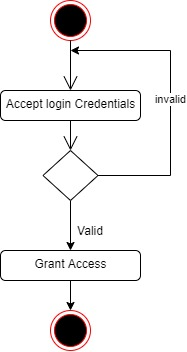 Accept login Credentials
invalid
Valid
Grant Access